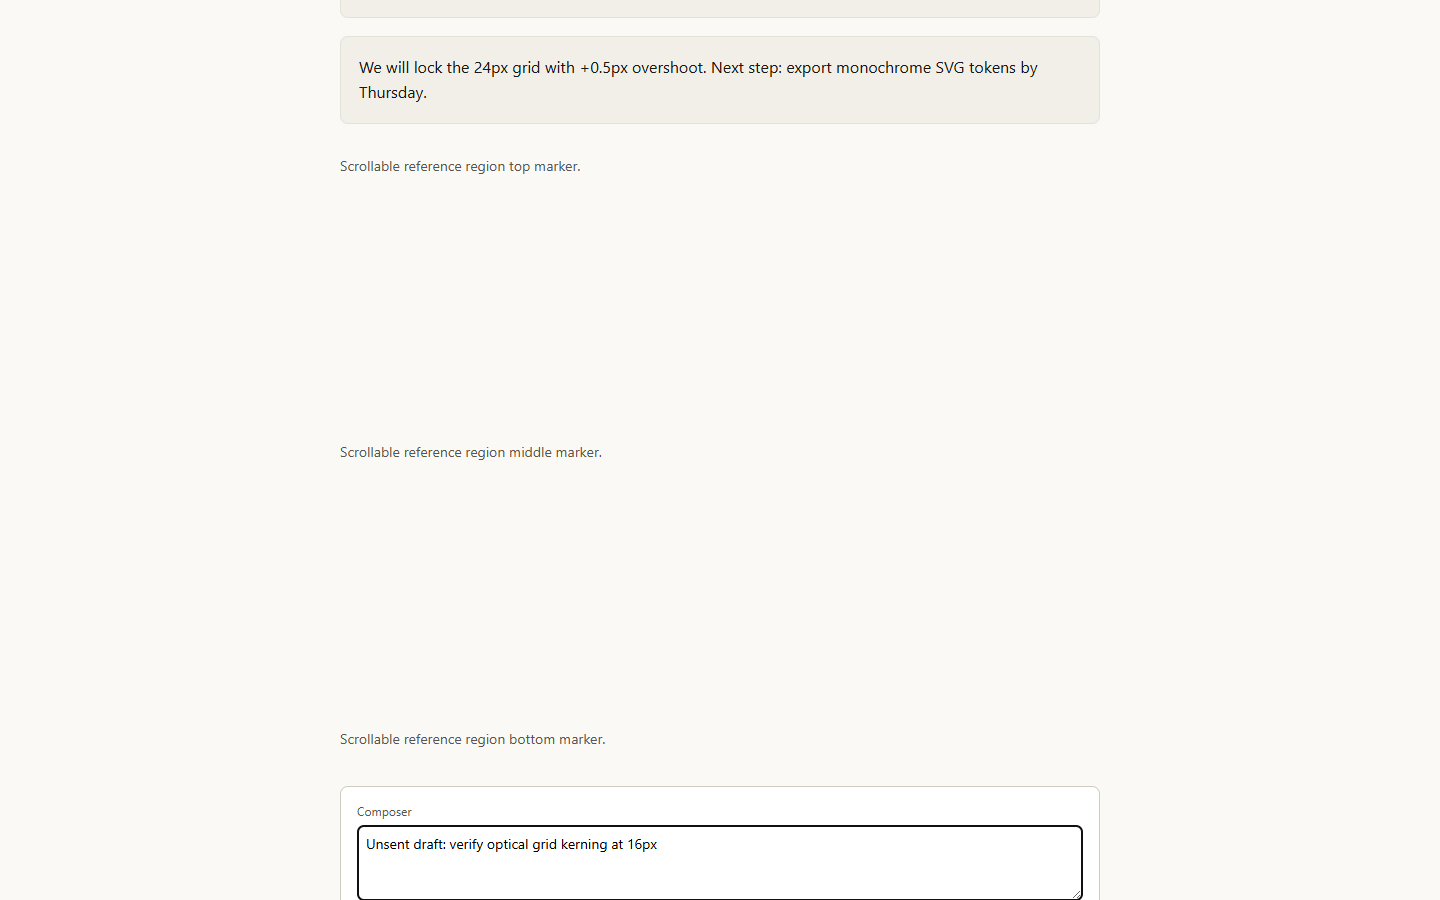 We will lock the 24px grid with +0.5px overshoot. Next step: export monochrome SVG tokens by
Thursday.
Scrollable reference region top marker.
Scrollable reference region middle marker.
Scrollable reference region bottom marker.
Composer
Unsent draft: verify optical grid kerning at 16px